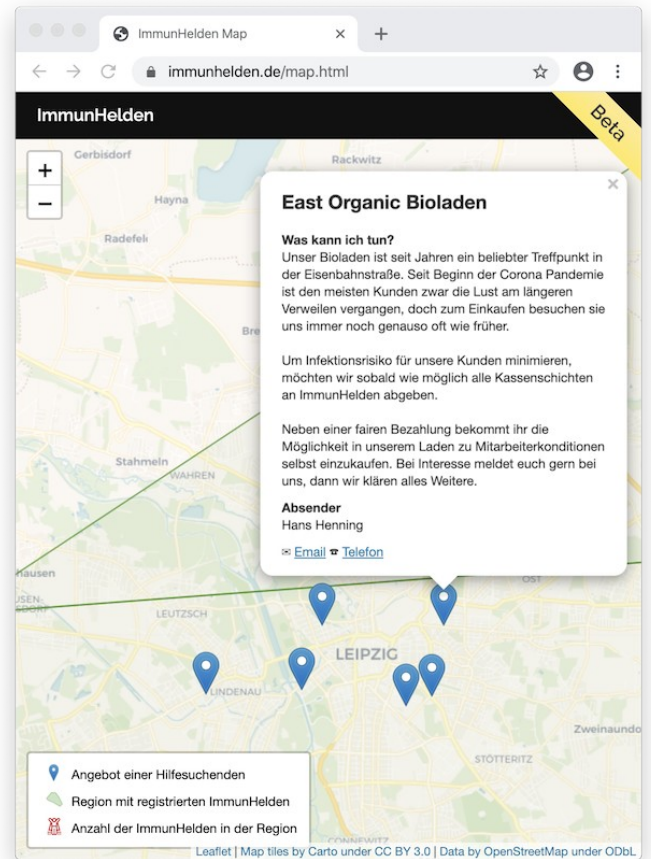 ImmunHelden Map
immunhelden.de/map.html
ImmunHelden
Beta
+
−
Gerbisdorf
Rackwitz
Hayna
Radefeld
East Organic Bioladen
Was kann ich tun?
Unser Bioladen ist seit Jahren ein beliebter Treffpunkt in
der Eisenbahnstraße. Seit Beginn der Corona Pandemie
ist den meisten Kunden zwar die Lust am längeren
Verweilen vergangen, doch zum Einkaufen besuchen sie
uns immer noch genauso oft wie früher.
Um Infektionsrisiko für unsere Kunden minimieren,
möchten wir sobald wie möglich alle Kassenschichten
an ImmunHelden abgeben.
Neben einer fairen Bezahlung bekommt ihr die
Möglichkeit in unserem Laden zu Mitarbeiterkonditionen
selbst einzukaufen. Bei Interesse meldet euch gern bei
uns, dann wir klären alles Weitere.
Absender
Hans Henning
Email Telefon
Stahmeln
WAHREN
OST
LEUTZSCH
LEIPZIG
LINDENAU
Zweinaundo
STÖTTERITZ
Angebot einer Hilfesuchenden
Region mit registrierten ImmunHelden
Anzahl der ImmunHelden in der Region
CONNEWITZ
Leaflet | Map tiles by Carto under CC BY 3.0 | Data by OpenStreetMap under ODbL